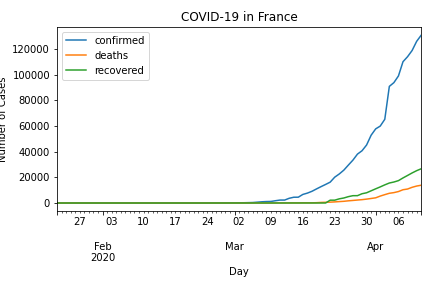 COVID-19 in France
confirmed
deaths
recovered
Number of Cases
120000
100000
80000
60000
40000
20000
0
27 03 10 17 24 02 09 16 23 30 06
Feb Mar Apr
2020
Day